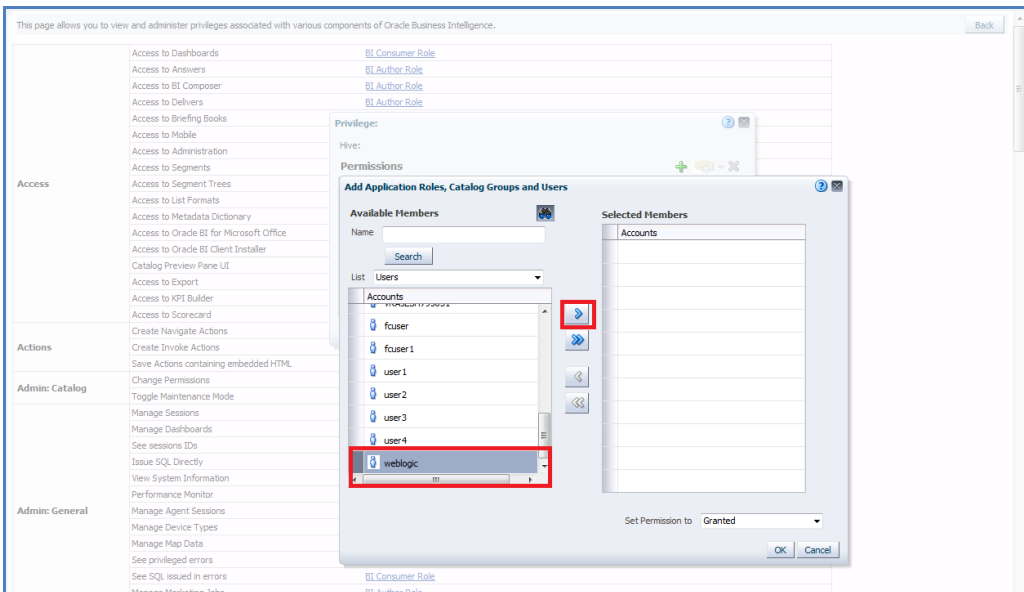 This page allows you to view and administer privileges associated with various components of Oracle Business Intelligence.
Back
Access
Access to Dashboards BI Consumer Role
Access to Answers BI Author Role
Access to BI Composer BI Author Role
Access to Delivers BI Author Role
Access to Briefing Books
Access to Mobile
Access to Administration
Access to Segments
Access to Segment Trees
Access to List Formats
Access to Metadata Dictionary
Access to Oracle BI for Microsoft Office
Access to Oracle BI Client Installer
Catalog Preview Pane UI
Access to Export
Access to KPI Builder
Access to Scorecard
Actions
Create Navigate Actions
Create Invoke Actions
Save Actions containing embedded HTML
Admin: Catalog
Change Permissions
Toggle Maintenance Mode
Admin: General
Manage Sessions
Manage Dashboards
See sessions IDs
Issue SQL Directly
View System Information
Performance Monitor
Manage Agent Sessions
Manage Device Types
Manage Map Data
See privileged errors
See SQL issued in errors BI Consumer Role
Manage Marketing Jobs BI Author Role
Privilege:
Hive:
Permissions
Add Application Roles, Catalog Groups and Users
Available Members
Name
Search
List Users
Accounts
fcuser
fcuser1
user1
user2
user3
user4
weblogic
Selected Members
Accounts
Set Permission to Granted
OK Cancel